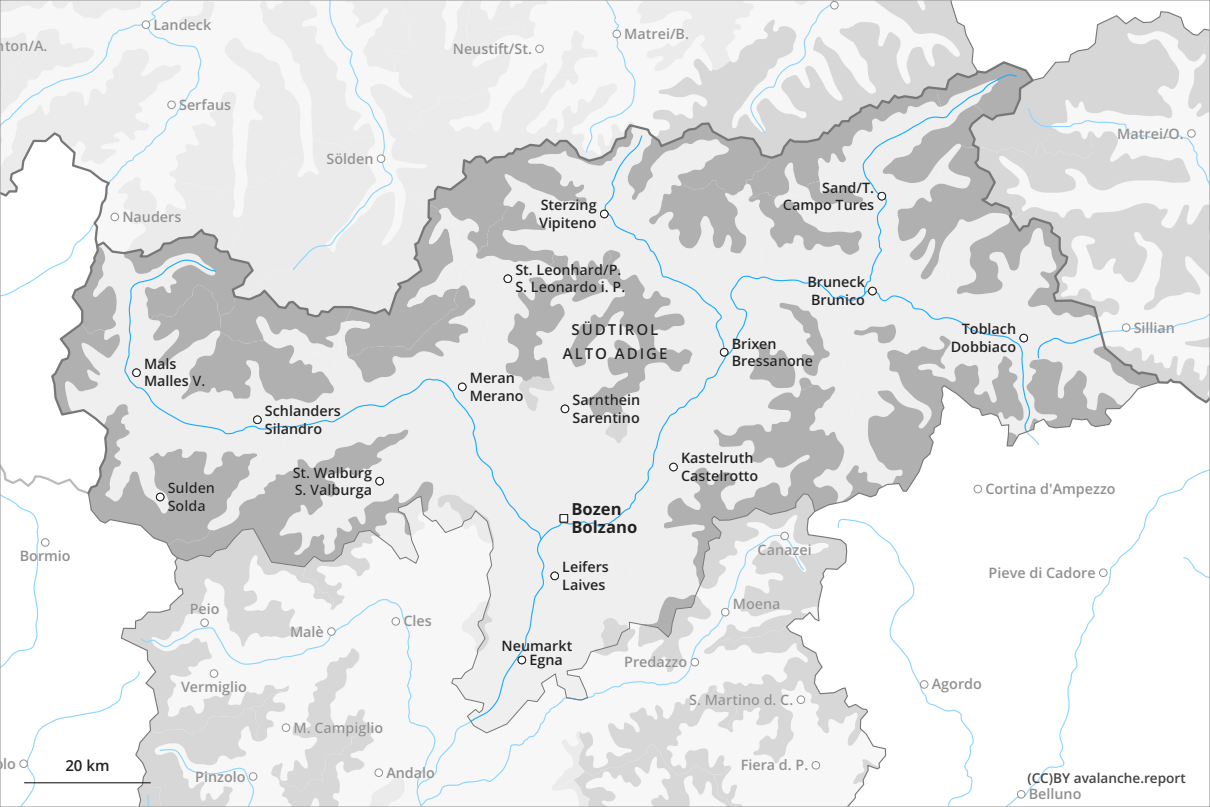 Landeck
Matrei/B.
nton/A.
Neustift/St.
Serfaus
Matrei/O.
Sölden
Sand/T.
Campo Tures
Sterzing
Vipiteno
Nauders
St. Leonhard/P.
S. Leonardo i. P.
Bruneck
Brunico
SÜDTIROL
ALTO ADIGE
Toblach
Dobbiaco
Sillian
Brixen
Bressanone
Mals
Malles V.
Meran
Merano
Sarnthein
Sarentino
Schlanders
Silandro
Kastelruth
Castelrotto
St. Walburg
S. Valburga
Sulden
Solda
Cortina d'Ampezzo
Bozen
Bolzano
Canazei
Bormio
Leifers
Laives
Pieve di Cadore
Peio
Moena
Cles
Malè
Neumarkt
Egna
Predazzo
Vermiglio
Agordo
S. Martino d. C.
M. Campiglio
olo
20 km
Fiera d. P.
Pinzolo
Andalo
(CC)BY avalanche.report
Belluno